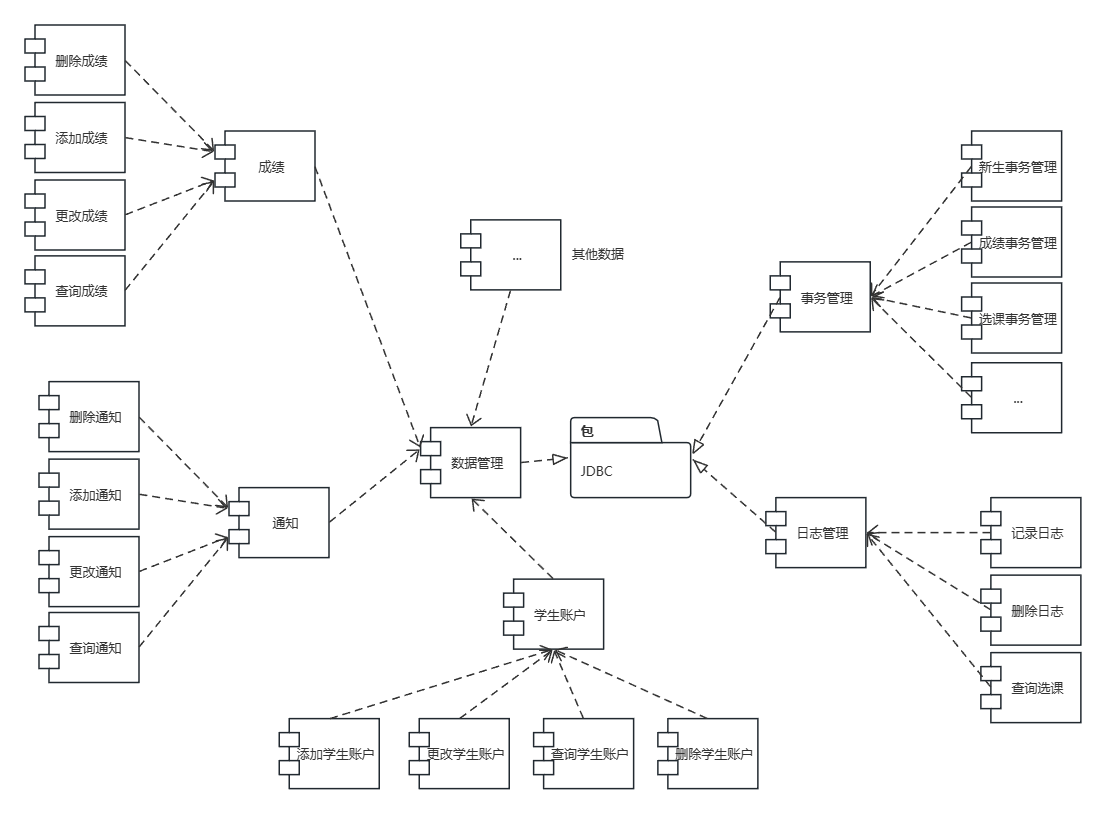 删除成绩
添加成绩
更改成绩
查询成绩
成绩
...
其他数据
新生事务管理
成绩事务管理
选课事务管理
...
事务管理
删除通知
添加通知
更改通知
查询通知
通知
数据管理
包
JDBC
日志管理
记录日志
删除日志
查询选课
学生账户
添加学生账户
更改学生账户
查询学生账户
删除学生账户